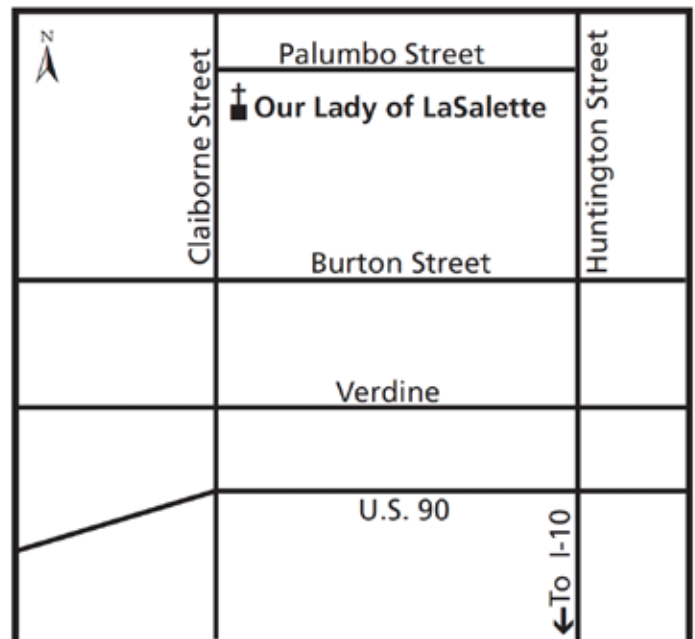 N
Palumbo Street
Our Lady of LaSalette
Claiborne Street
Huntington Street
Burton Street
Verdine
U.S. 90
To I-10